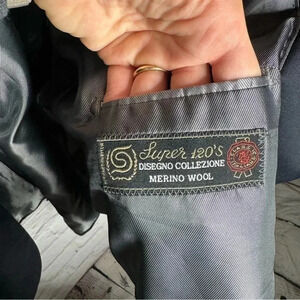 Super 120's
DISEGNO COLLEZIONE
MERINO WOOL